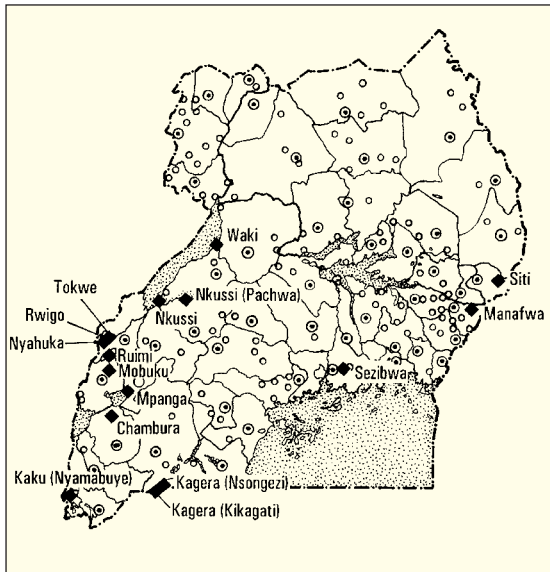 Waki
Siti
Tokwe
Nkussi (Pachwa)
Rwigo
Nkussi
Manafwa
Nyahuka
Ruimi
Mobuku
Sezibwa
Mpanga
Chambura
Kaku (Nyamabuye)
Kagera (Nsongezi)
Kagera (Kikagati)